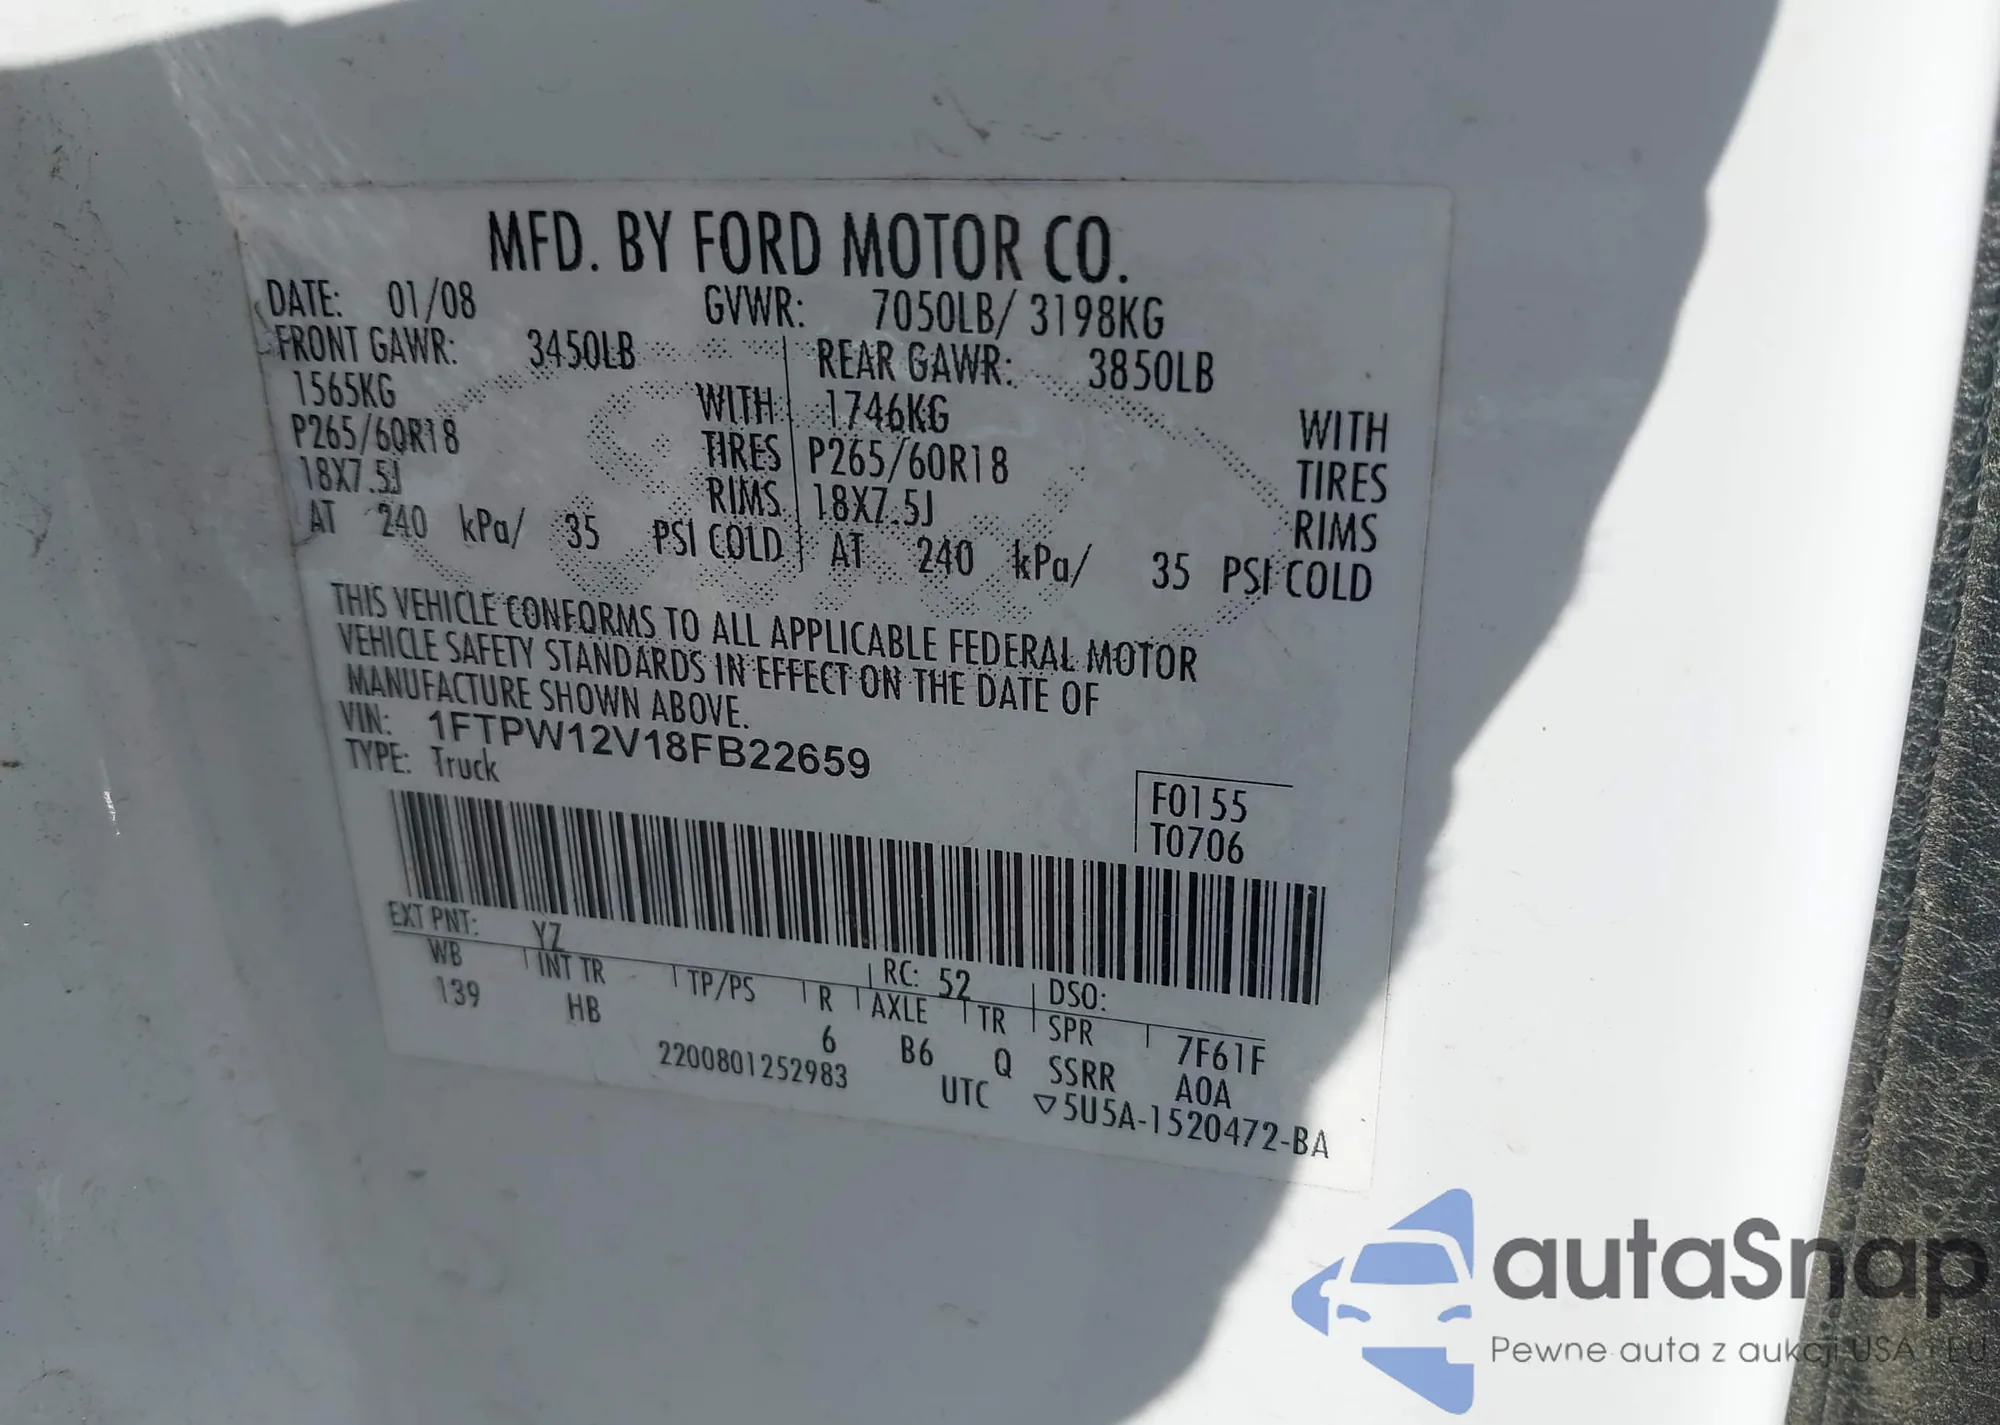 MFD. BY FORD MOTOR CO.
DATE: 01/08 GVWR: 7050LB/ 3198KG
FRONT GAWR: 3450LB REAR GAWR: 3850LB
1565KG WITH 1746KG WITH
P265/60R18 TIRES P265/60R18 TIRES
18X7.5J RIMS 18X7.5J RIMS
AT 240 kPa/ 35 PSI COLD AT 240 kPa/ 35 PSI COLD
THIS VEHICLE CONFORMS TO ALL APPLICABLE FEDERAL MOTOR
VEHICLE SAFETY STANDARDS IN EFFECT ON THE DATE OF
MANUFACTURE SHOWN ABOVE.
VIN: 1FTPW12V18FB22659
TYPE: Truck
F0155
T0706
EXT PNT: YZ RC: 52 DSO:
WB INT TR TP/PS R AXLE TR SPR 7F61F
139 HB 6 B6 Q SSRR A0A
2200801252983 UTC ▽5U5A-1520472-BA
autaSnap
Pewne auta z aukcji USA i EU